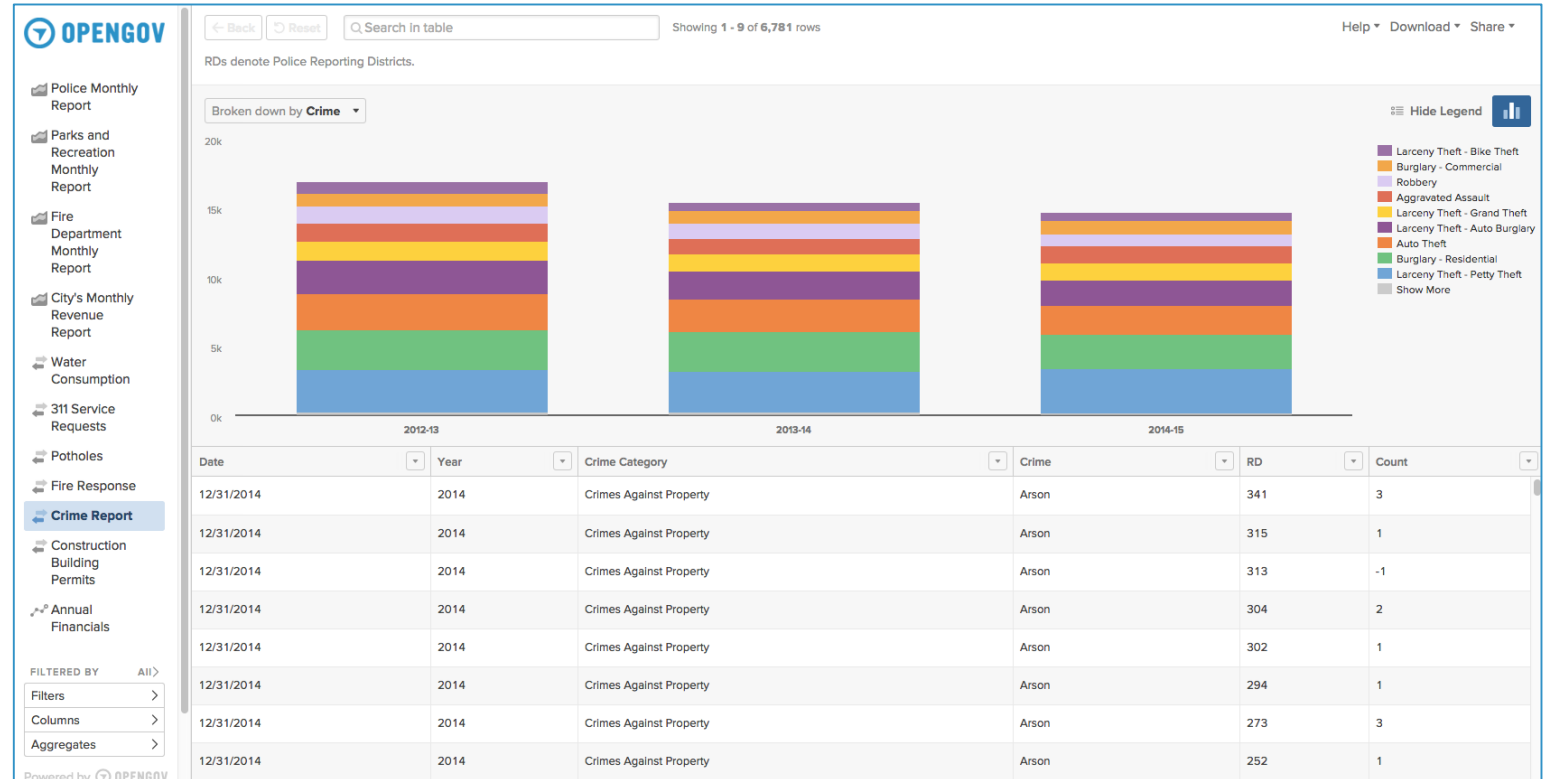 OPENGOV
Back Reset Search in table Showing 1 - 9 of 6,781 rows Help Download Share
RDs denote Police Reporting Districts.
Police Monthly
Report
Parks and
Recreation
Monthly
Report
Fire
Department
Monthly
Report
City's Monthly
Revenue
Report
Water
Consumption
311 Service
Requests
Potholes
Fire Response
Crime Report
Construction
Building
Permits
Annual
Financials
FILTERED BY All
Filters
Columns
Aggregates
Powered by OPENGOV
Broken down by Crime Hide Legend
20k
15k
10k
5k
0k
2012-13 2013-14 2014-15
Larceny Theft - Bike Theft
Burglary - Commercial
Robbery
Aggravated Assault
Larceny Theft - Grand Theft
Larceny Theft - Auto Burglary
Auto Theft
Burglary - Residential
Larceny Theft - Petty Theft
Show More
Date Year Crime Category Crime RD Count
12/31/2014 2014 Crimes Against Property Arson 341 3
12/31/2014 2014 Crimes Against Property Arson 315 1
12/31/2014 2014 Crimes Against Property Arson 313 -1
12/31/2014 2014 Crimes Against Property Arson 304 2
12/31/2014 2014 Crimes Against Property Arson 302 1
12/31/2014 2014 Crimes Against Property Arson 294 1
12/31/2014 2014 Crimes Against Property Arson 273 3
12/31/2014 2014 Crimes Against Property Arson 252 1